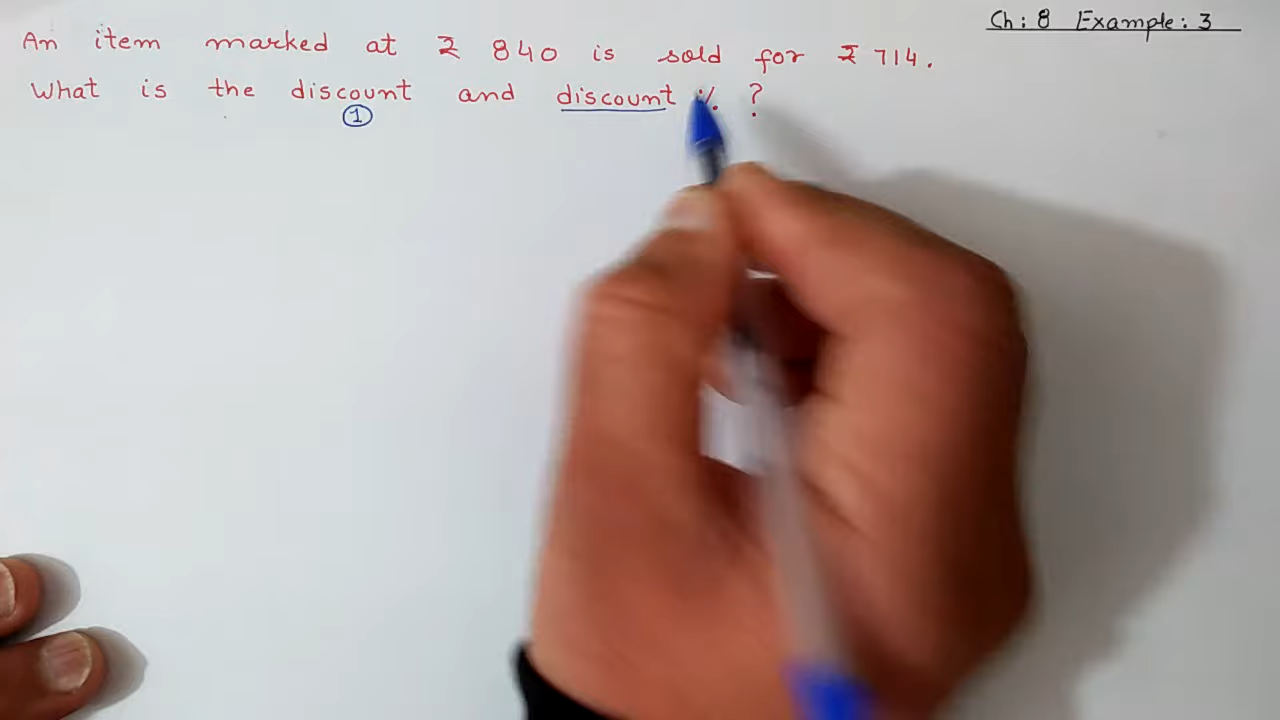 Ch: 8 Example: 3
An item marked at ₹ 840 is sold for ₹ 714.
What is the discount and discount % ?
1